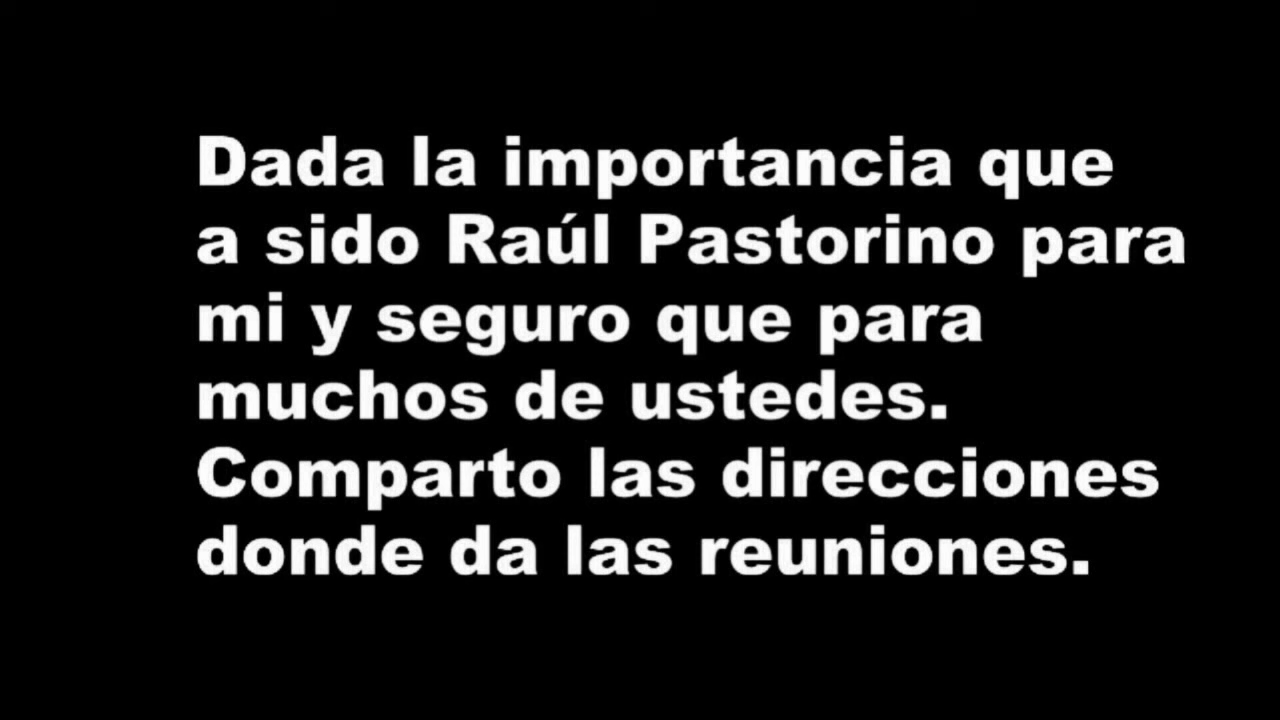 Dada la importancia que
a sido Raúl Pastorino para
mi y seguro que para
muchos de ustedes.
Comparto las direcciones
donde da las reuniones.